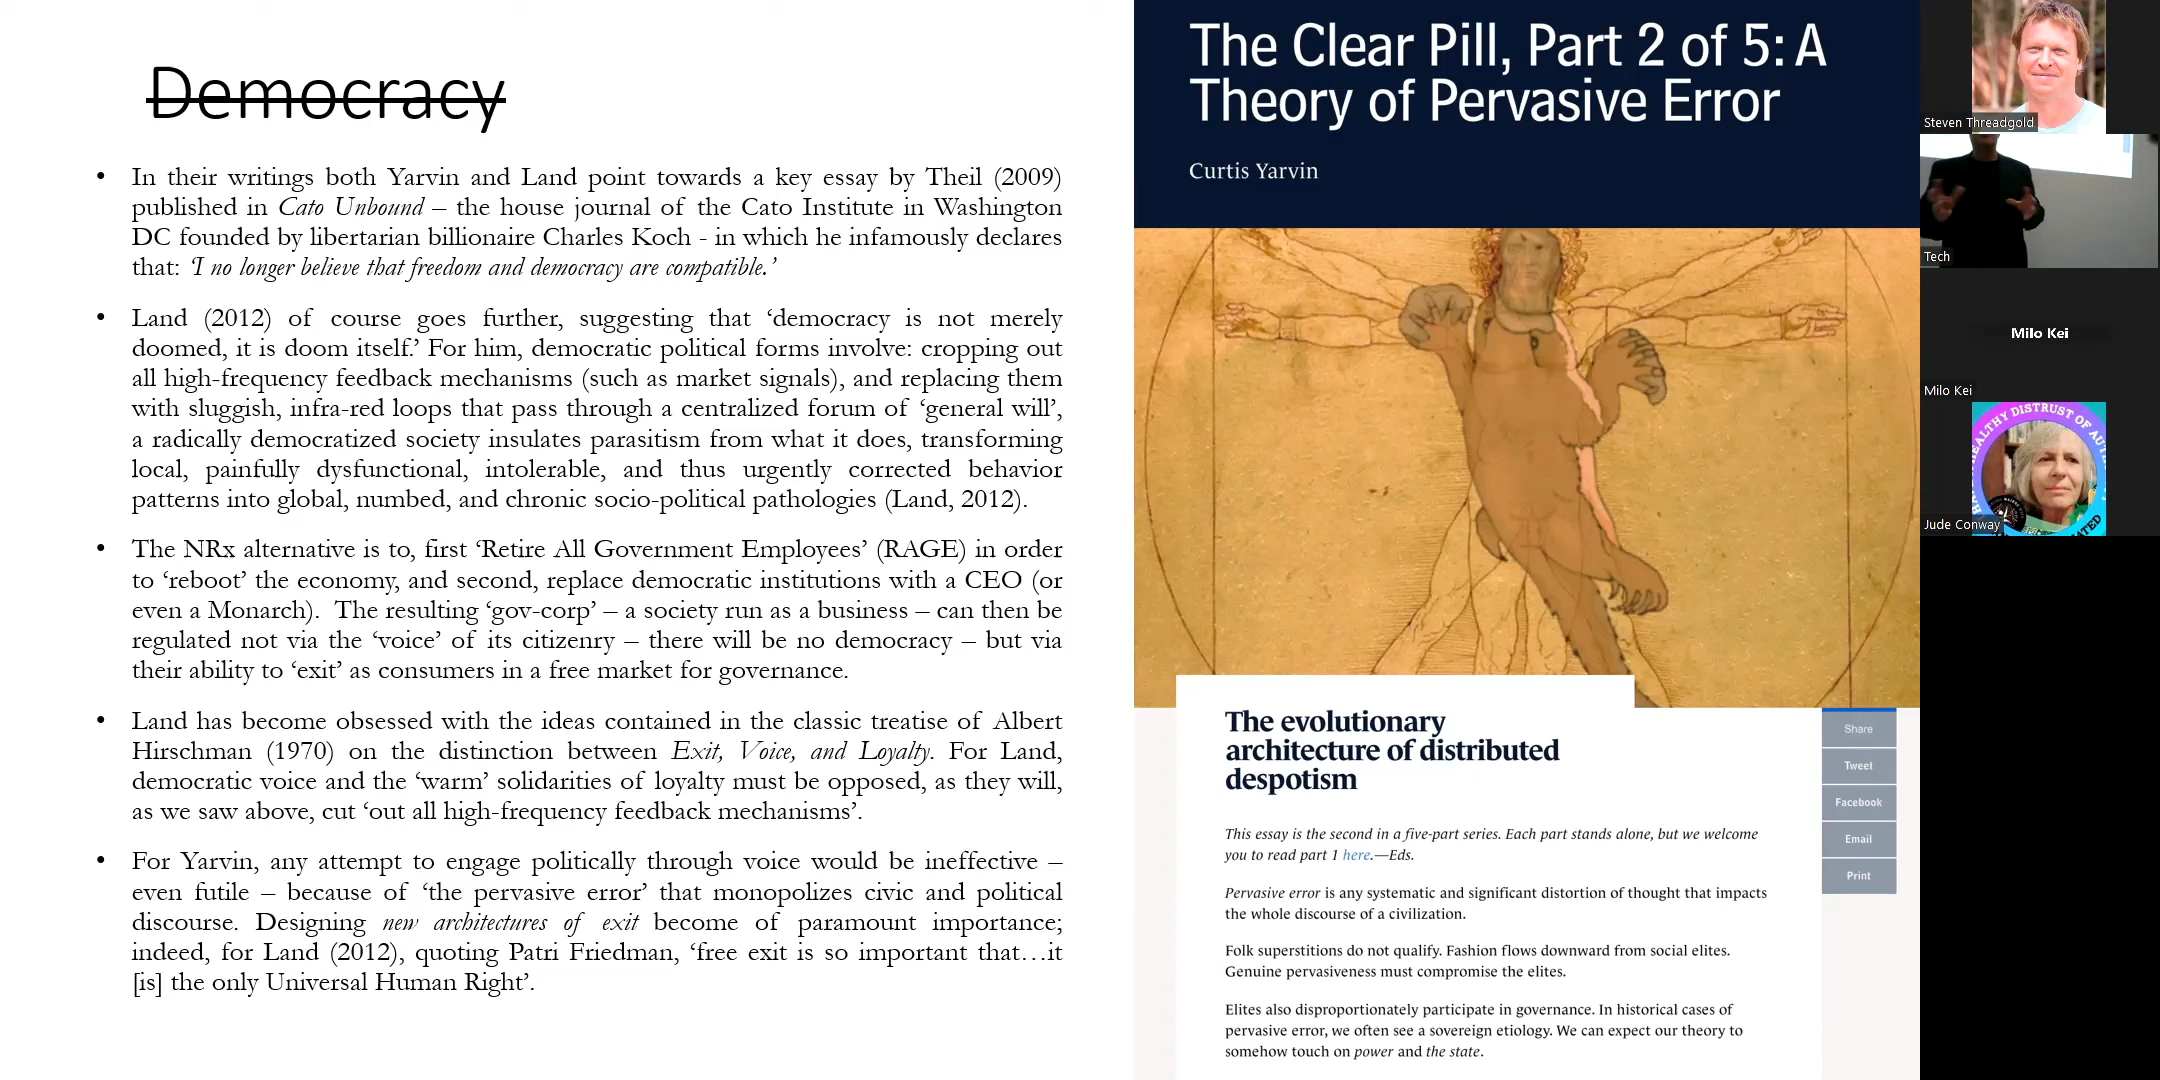 Democracy
• In their writings both Yarvin and Land point towards a key essay by Theil (2009)
published in Cato Unbound – the house journal of the Cato Institute in Washington
DC founded by libertarian billionaire Charles Koch - in which he infamously declares
that: ‘I no longer believe that freedom and democracy are compatible.’
• Land (2012) of course goes further, suggesting that ‘democracy is not merely
doomed, it is doom itself.’ For him, democratic political forms involve: cropping out
all high-frequency feedback mechanisms (such as market signals), and replacing them
with sluggish, infra-red loops that pass through a centralized forum of ‘general will’,
a radically democratized society insulates parasitism from what it does, transforming
local, painfully dysfunctional, intolerable, and thus urgently corrected behavior
patterns into global, numbed, and chronic socio-political pathologies (Land, 2012).
• The NRx alternative is to, first ‘Retire All Government Employees’ (RAGE) in order
to ‘reboot’ the economy, and second, replace democratic institutions with a CEO (or
even a Monarch). The resulting ‘gov-corp’ – a society run as a business – can then be
regulated not via the ‘voice’ of its citizenry – there will be no democracy – but via
their ability to ‘exit’ as consumers in a free market for governance.
• Land has become obsessed with the ideas contained in the classic treatise of Albert
Hirschman (1970) on the distinction between Exit, Voice, and Loyalty. For Land,
democratic voice and the ‘warm’ solidarities of loyalty must be opposed, as they will,
as we saw above, cut ‘out all high-frequency feedback mechanisms’.
• For Yarvin, any attempt to engage politically through voice would be ineffective –
even futile – because of ‘the pervasive error’ that monopolizes civic and political
discourse. Designing new architectures of exit become of paramount importance;
indeed, for Land (2012), quoting Patri Friedman, ‘free exit is so important that…it
[is] the only Universal Human Right’.
The Clear Pill, Part 2 of 5: A
Theory of Pervasive Error
Curtis Yarvin
The evolutionary
architecture of distributed
despotism
This essay is the second in a five-part series. Each part stands alone, but we welcome
you to read part 1 here.—Eds.
Pervasive error is any systematic and significant distortion of thought that impacts
the whole discourse of a civilization.
Folk superstitions do not qualify. Fashion flows downward from social elites.
Genuine pervasiveness must compromise the elites.
Elites also disproportionately participate in governance. In historical cases of
pervasive error, we often see a sovereign etiology. We can expect our theory to
somehow touch on power and the state.
Share
Tweet
Facebook
Email
Print
Steven Threadgold
Tech
Milo Kei
Milo Kei
HEALTHY DISTRUST OF
Jude Conway